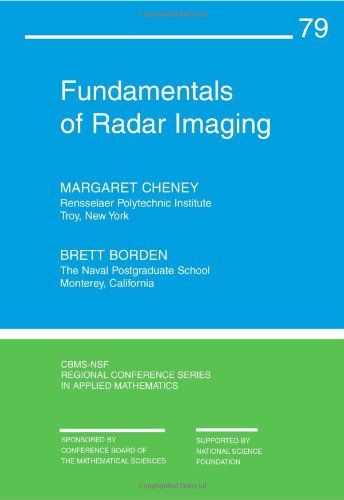 79
Fundamentals
of Radar Imaging
MARGARET CHENEY
Rensselaer Polytechnic Institute
Troy, New York
BRETT BORDEN
The Naval Postgraduate School
Monterey, California
CBMS-NSF
REGIONAL CONFERENCE SERIES
IN APPLIED MATHEMATICS
SPONSORED BY
CONFERENCE BOARD OF
THE MATHEMATICAL SCIENCES
SUPPORTED BY
NATIONAL SCIENCE
FOUNDATION